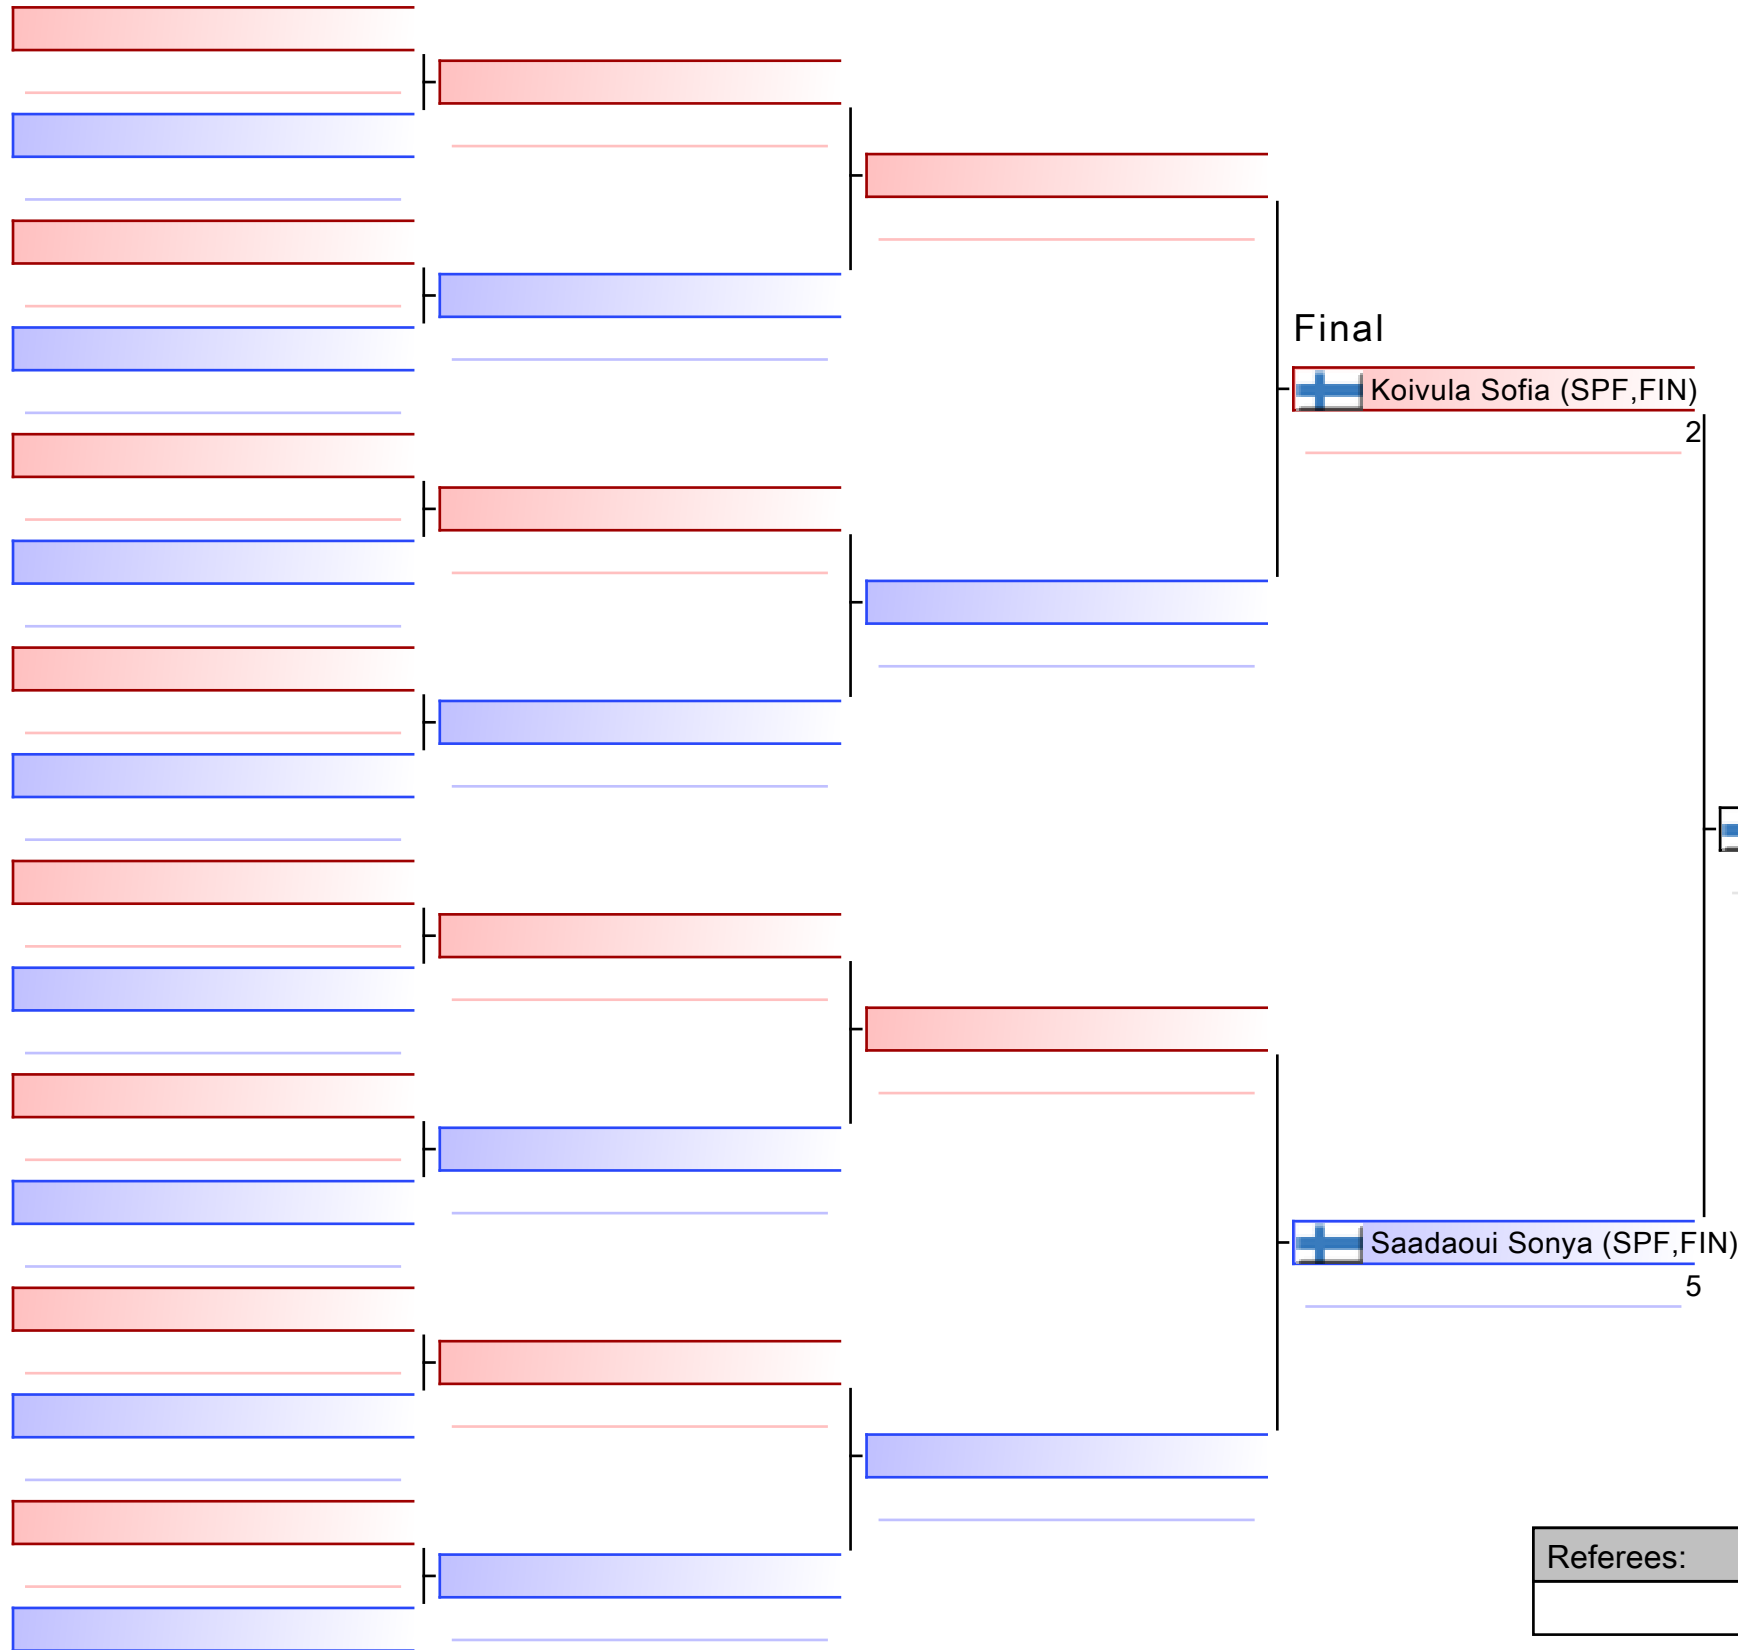 Final
Koivula Sofia (SPF,FIN)
2
Saadaoui Sonya (SPF,FIN)
5
Referees: